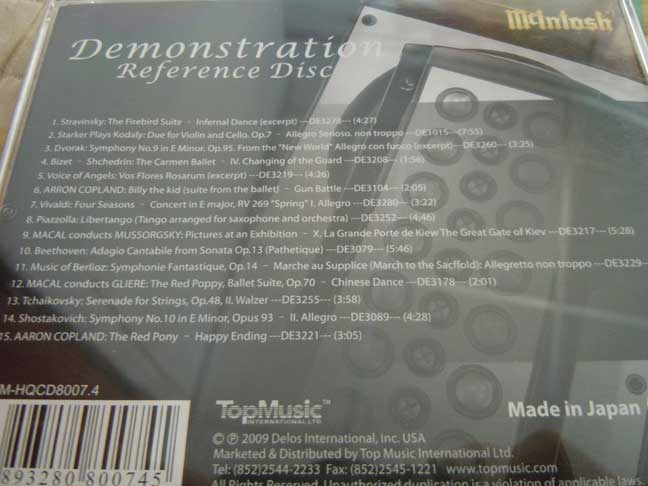 McIntosh
Demonstration
Reference Disc
1. Stravinsky: The Firebird Suite - Infernal Dance (excerpt) ---DE3278--- (4:27)
2. Starker Plays Kodaly: Due for Violin and Cello. Op.7 - Allegro Serioso, non troppo ---DE1015--- (7:55)
3. Dvorak: Symphony No.9 in E Minor, Op.95. From the "New World" Allegro con fuoco (excerpt) ---DE3260--- (3:25)
4. Bizet - Shchedrin: The Carmen Ballet - IV. Changing of the Guard ---DE3208--- (1:56)
5. Voice of Angels: Vos Flores Rosarum (excerpt) ---DE3219--- (4:26)
6. ARRON COPLAND: Billy the kid (suite from the ballet) - Gun Battle ---DE3104--- (2:05)
7. Vivaldi: Four Seasons - Concert in E major, RV 269 "Spring" I. Allegro ---DE3280--- (3:22)
8. Piazzolla: Libertango (Tango arranged for saxophone and orchestra) ---DE3252--- (4:46)
9. MACAL conducts MUSSORGSKY: Pictures at an Exhibition - X. La Grande Porte de Kiew The Great Gate of Kiev ---DE3217--- (5:28)
10. Beethoven: Adagio Cantabile from Sonata Op.13 (Pathetique) ---DE3079--- (5:46)
11. Music of Berlioz: Symphonie Fantastique, Op.14 - Marche au Supplice (March to the Sacffold): Allegretto non troppo ---DE3229---
12. MACAL conducts GLIERE: The Red Poppy, Ballet Suite, Op.70 - Chinese Dance ---DE3178--- (2:01)
13. Tchaikovsky: Serenade for Strings, Op.48, II. Walzer ---DE3255--- (3:58)
14. Shostakovich: Symphony No.10 in E Minor, Opus 93 - II. Allegro ---DE3089--- (4:28)
15. AARON COPLAND: The Red Pony - Happy Ending ---DE3221--- (3:05)
M-HQCD8007.4
893280 800745
TopMusic™
INTERNATIONAL LTD.
Made in Japan
© ℗ 2009 Delos International, Inc. USA
Marketed & Distributed by Top Music International Ltd.
Tel: (852)2544-2233 Fax: (852)2545-1221 www.topmusic.com
All Rights Reserved. Unauthorized duplication is a violation of applicable laws.